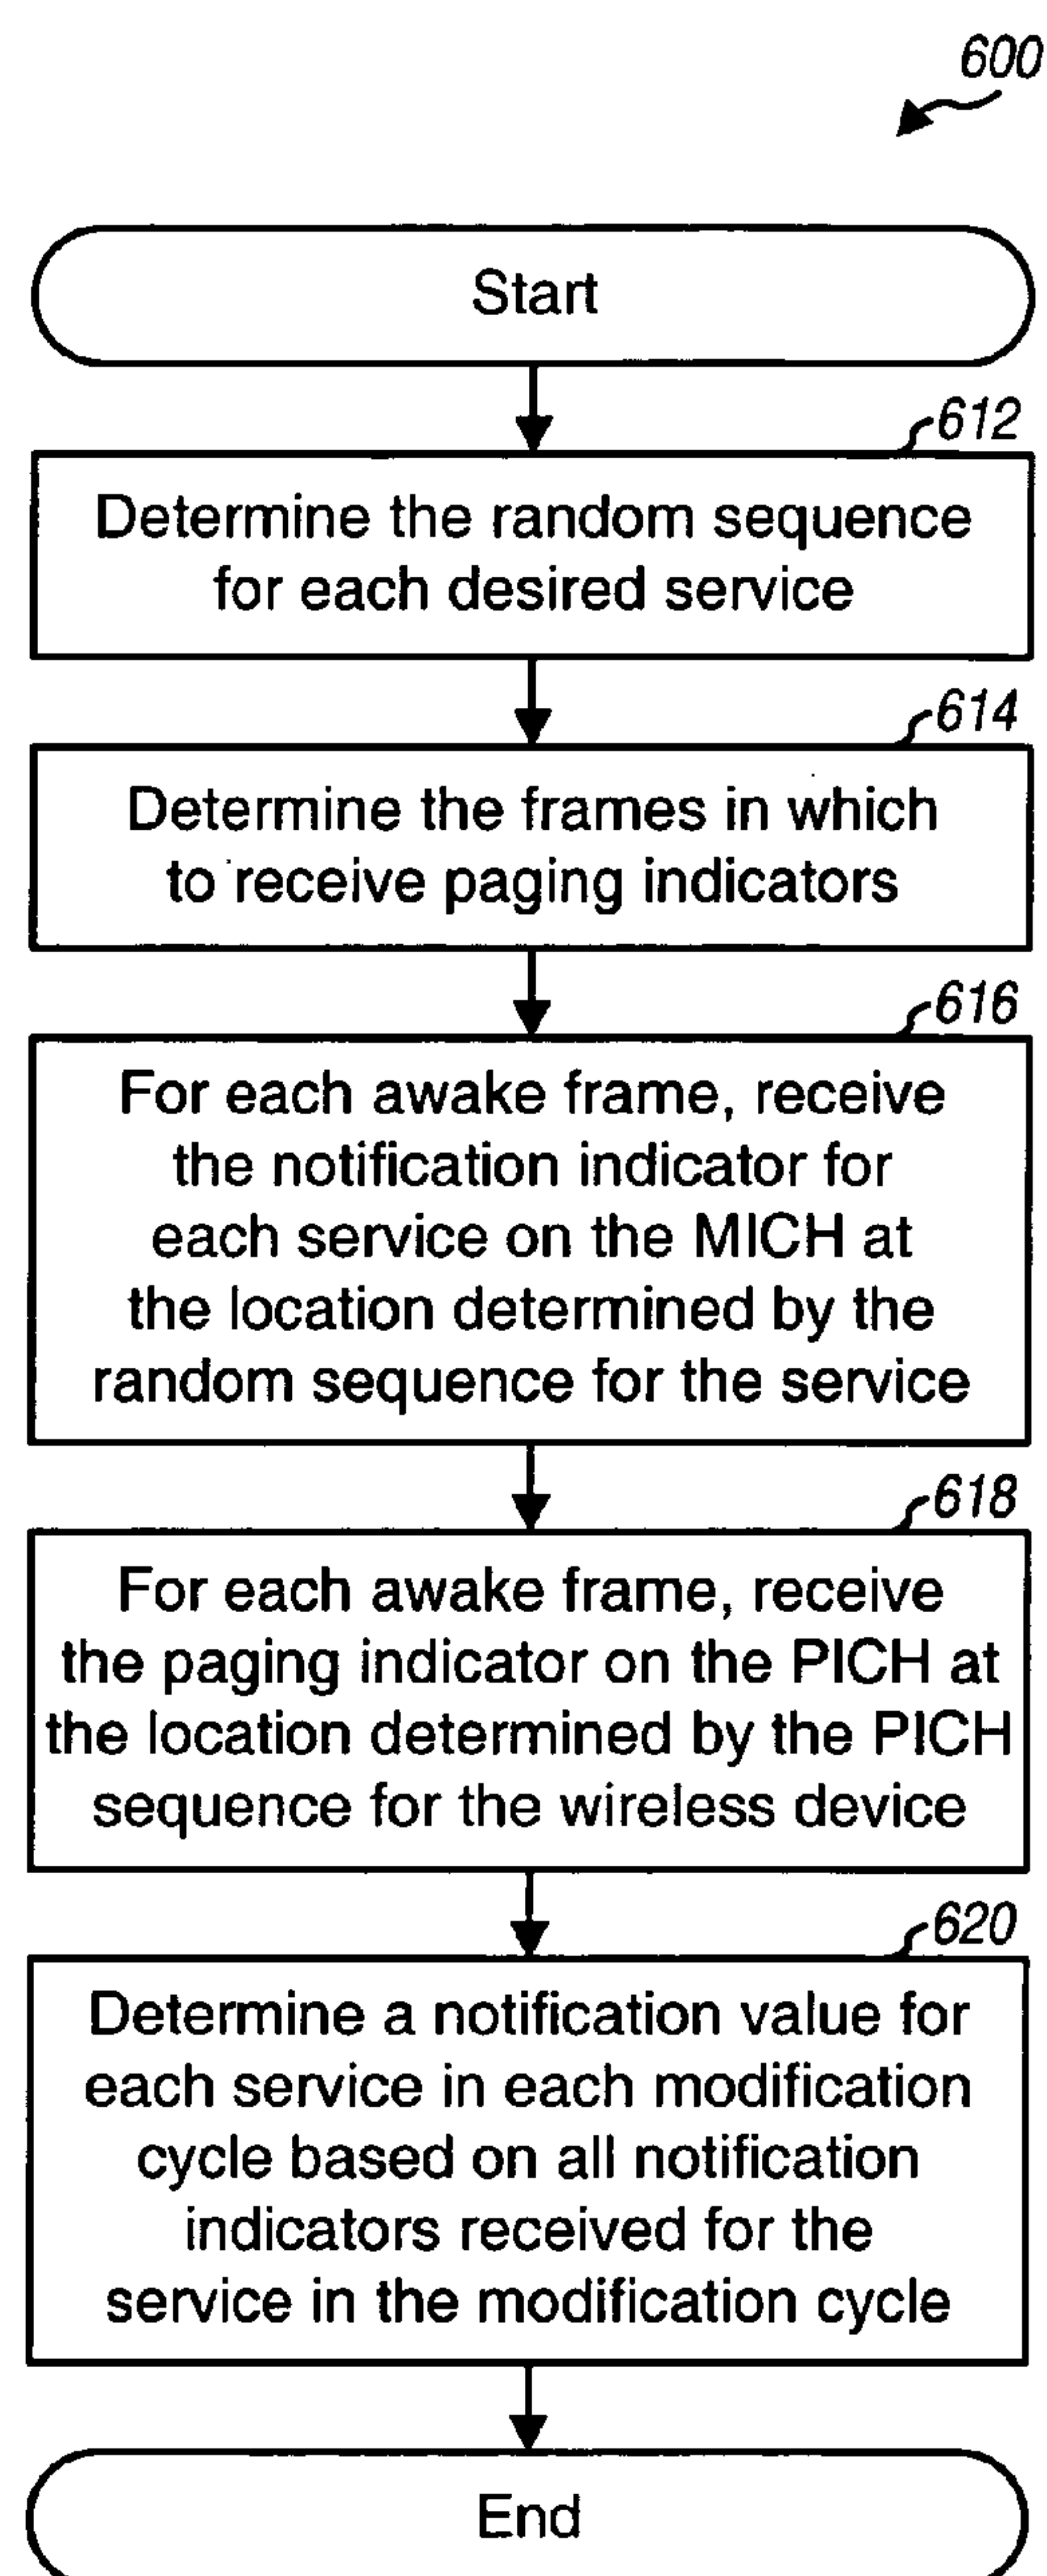 600
Start
612
Determine the random sequence
for each desired service
614
Determine the frames in which
to receive paging indicators
616
For each awake frame, receive
the notification indicator for
each service on the MICH at
the location determined by the
random sequence for the service
618
For each awake frame, receive
the paging indicator on the PICH at
the location determined by the PICH
sequence for the wireless device
620
Determine a notification value for
each service in each modification
cycle based on all notification
indicators received for the
service in the modification cycle
End